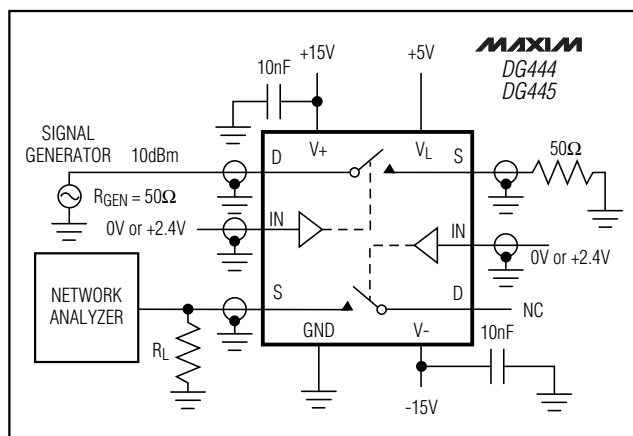 +15V
+5V
MAXIM
DG444
DG445
10nF
SIGNAL
GENERATOR
10dBm
D
V+
VL
S
50Ω
RGEN = 50Ω
IN
IN
0V or +2.4V
0V or +2.4V
NETWORK
ANALYZER
S
D
NC
RL
GND
V-
10nF
-15V